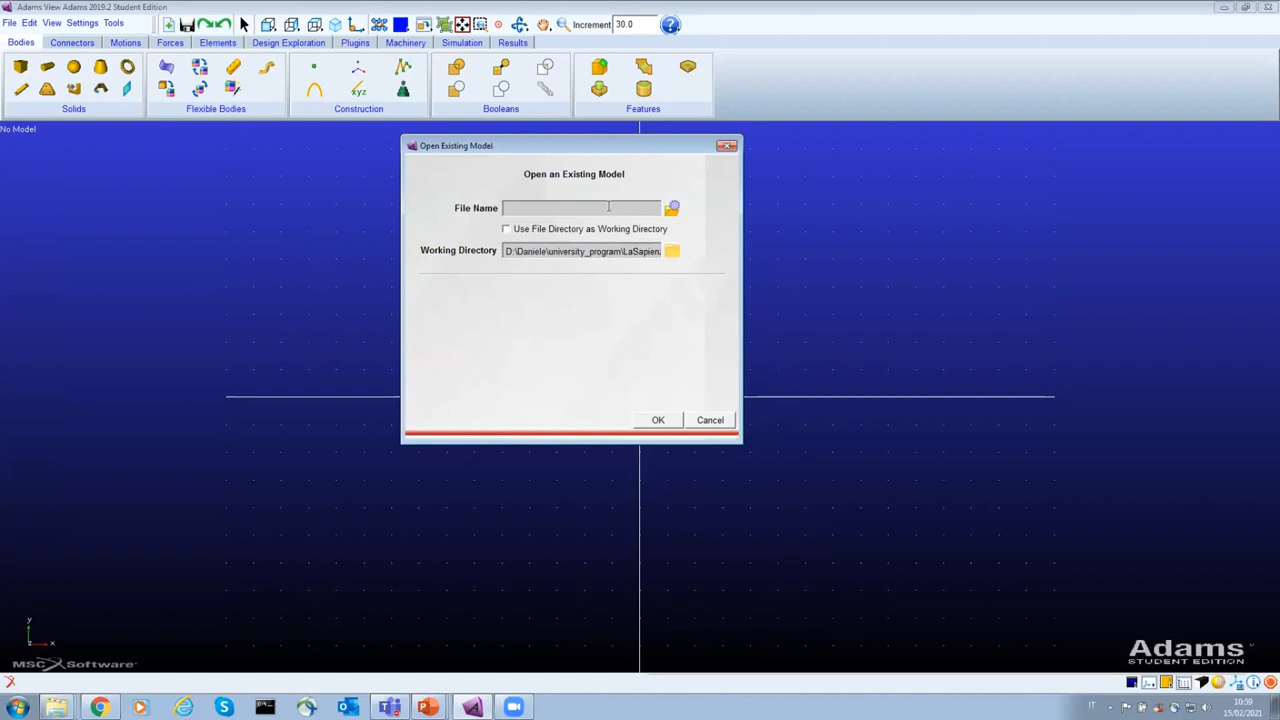 Adams View Adams 2019.2 Student Edition
File Edit View Settings Tools
Increment 30.0
Bodies Connectors Motions Forces Elements Design Exploration Plugins Machinery Simulation Results
xyz
Solids Flexible Bodies Construction Booleans Features
No Model
Open Existing Model
Open an Existing Model
File Name
Use File Directory as Working Directory
Working Directory D:\Daniele\university_program\LaSapien
OK Cancel
y
z x
MSC Software
Adams
STUDENT EDITION
IT
10:59
15/02/2021